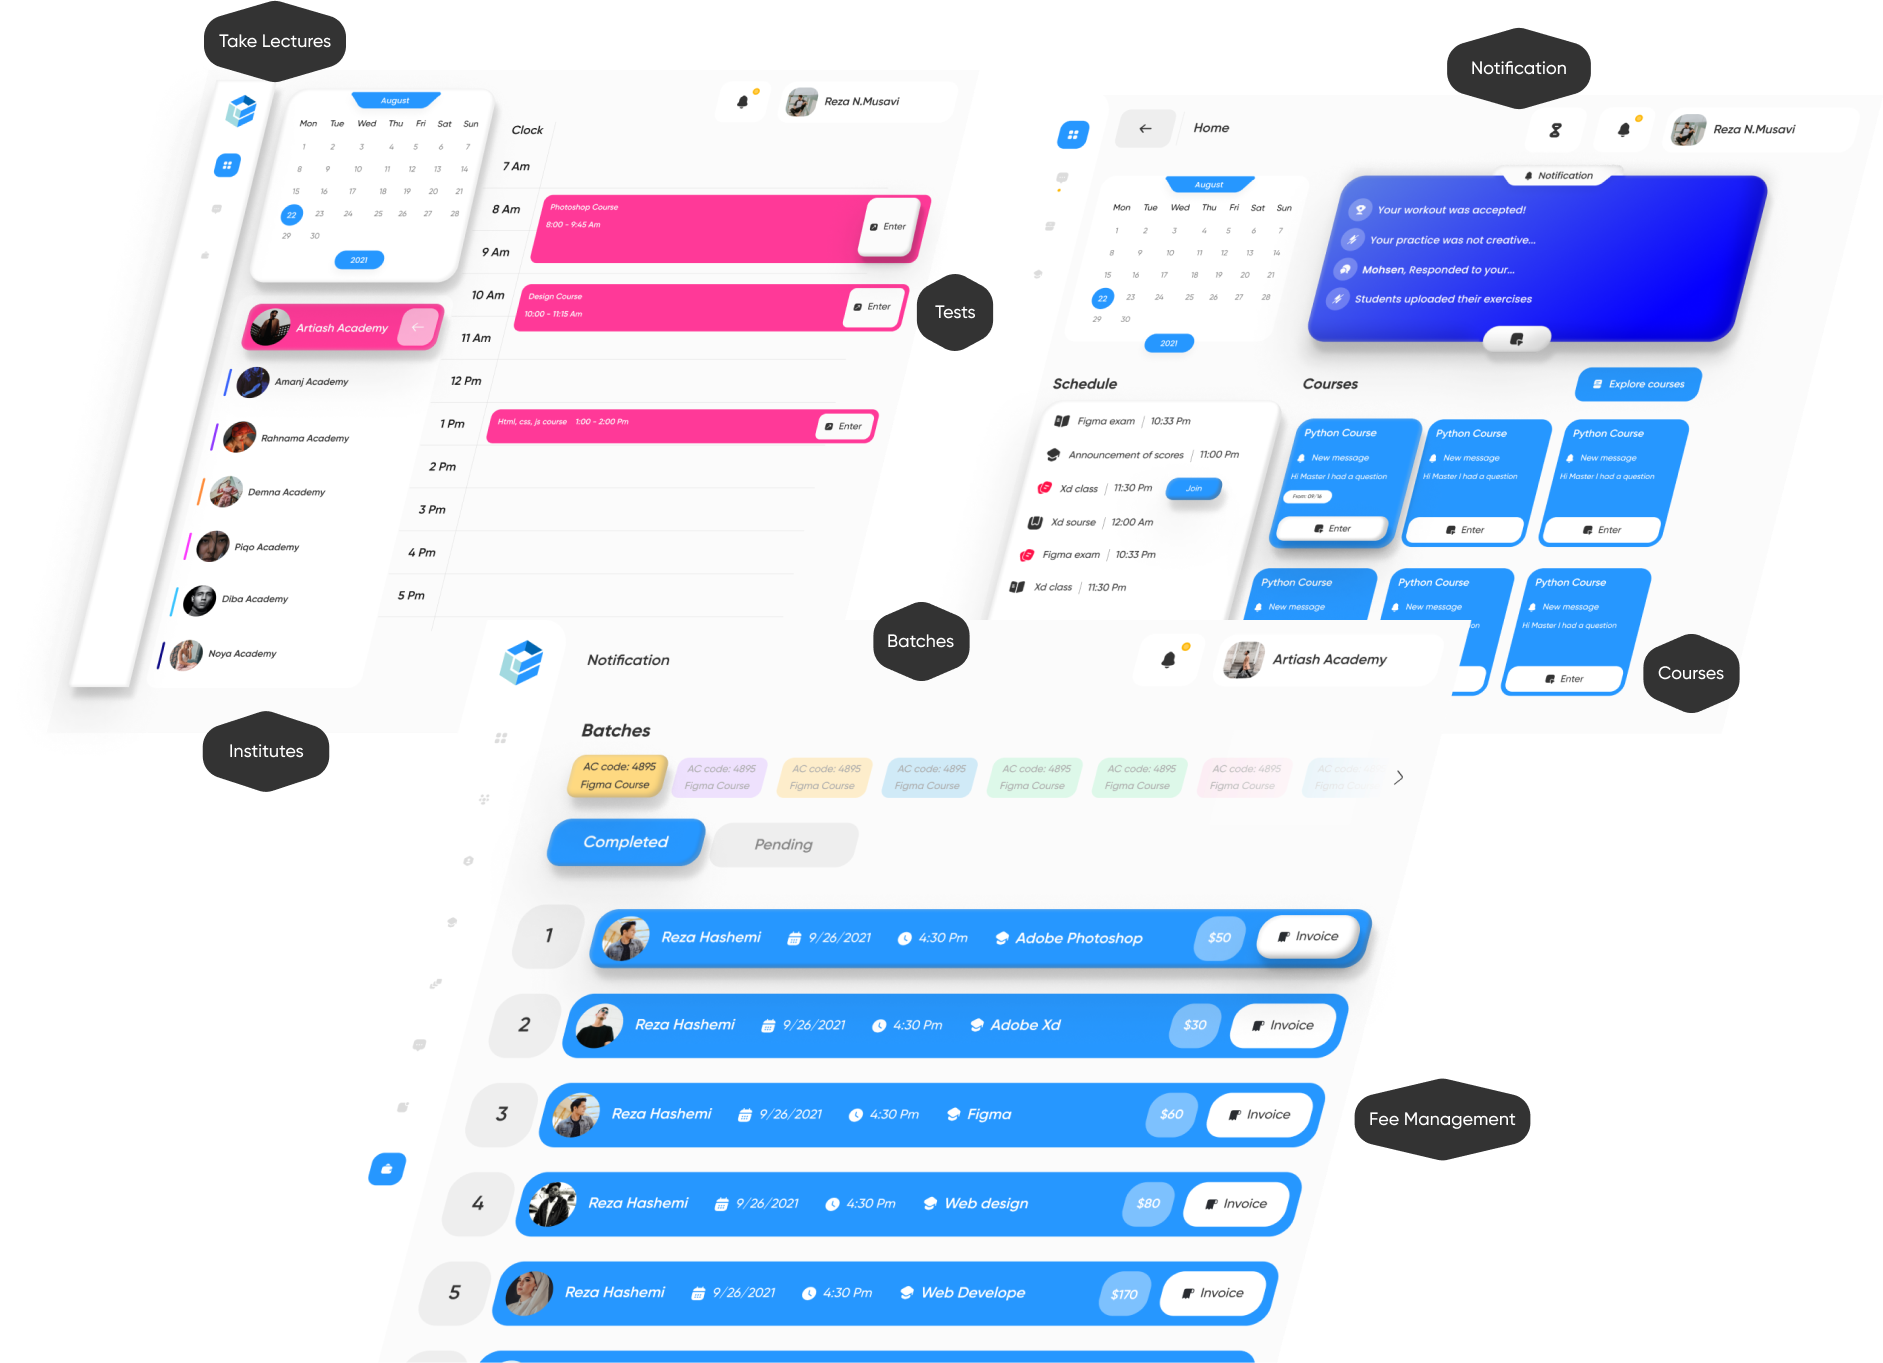 Take Lectures
August
Mon Tue Wed Thu Fri Sat Sun
1 2 3 4 5 6 7
8 9 10 11 12 13 14
15 16 17 18 19 20 21
22 23 24 25 26 27 28
29 30
2021
Artiash Academy
Amanj Academy
Rahnama Academy
Demna Academy
Piqo Academy
Diba Academy
Noya Academy
Institutes
Reza N.Musavi
Clock
7 Am
8 Am
Photoshop Course
8:00 - 9:45 Am
Enter
9 Am
10 Am
Design Course
10:00 - 11:15 Am
Enter
11 Am
12 Pm
1 Pm
Html, css, js course 1:00 - 2:00 Pm
Enter
2 Pm
3 Pm
4 Pm
5 Pm
Tests
Notification
Home
Reza N.Musavi
August
Mon Tue Wed Thu Fri Sat Sun
1 2 3 4 5 6 7
8 9 10 11 12 13 14
15 16 17 18 19 20 21
22 23 24 25 26 27 28
29 30
2021
Notification
Your workout was accepted!
Your practice was not creative...
Mohsen, Responded to your...
Students uploaded their exercises
Schedule
Figma exam | 10:33 Pm
Announcement of scores | 11:00 Pm
Xd class | 11:30 Pm Join
Xd sourse | 12:00 Am
Figma exam | 10:33 Pm
Xd class | 11:30 Pm
Courses
Explore courses
Python Course
New message
Hi Master I had a question
From: 09/16
Enter
Python Course
New message
Hi Master I had a question
Enter
Python Course
New message
Hi Master I had a question
Enter
Python Course
New message
Python Course
New message
on
Python Course
New message
Hi Master I had a question
Enter
Courses
Batches
Notification
Artiash Academy
Batches
AC code: 4895
Figma Course
AC code: 4895
Figma Course
AC code: 4895
Figma Course
AC code: 4895
Figma Course
AC code: 4895
Figma Course
AC code: 4895
Figma Course
AC code: 4895
Figma Course
AC code: 4895
Figma Course
Completed
Pending
1 Reza Hashemi 9/26/2021 4:30 Pm Adobe Photoshop $50 Invoice
2 Reza Hashemi 9/26/2021 4:30 Pm Adobe Xd $30 Invoice
3 Reza Hashemi 9/26/2021 4:30 Pm Figma $60 Invoice
4 Reza Hashemi 9/26/2021 4:30 Pm Web design $80 Invoice
5 Reza Hashemi 9/26/2021 4:30 Pm Web Develope $170 Invoice
Fee Management